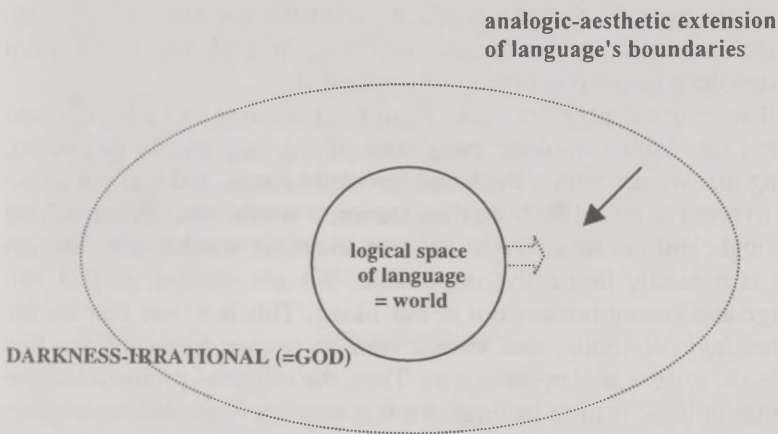 analogic-aesthetic extension
of language's boundaries
logical space
of language
= world
DARKNESS-IRRATIONAL (=GOD)